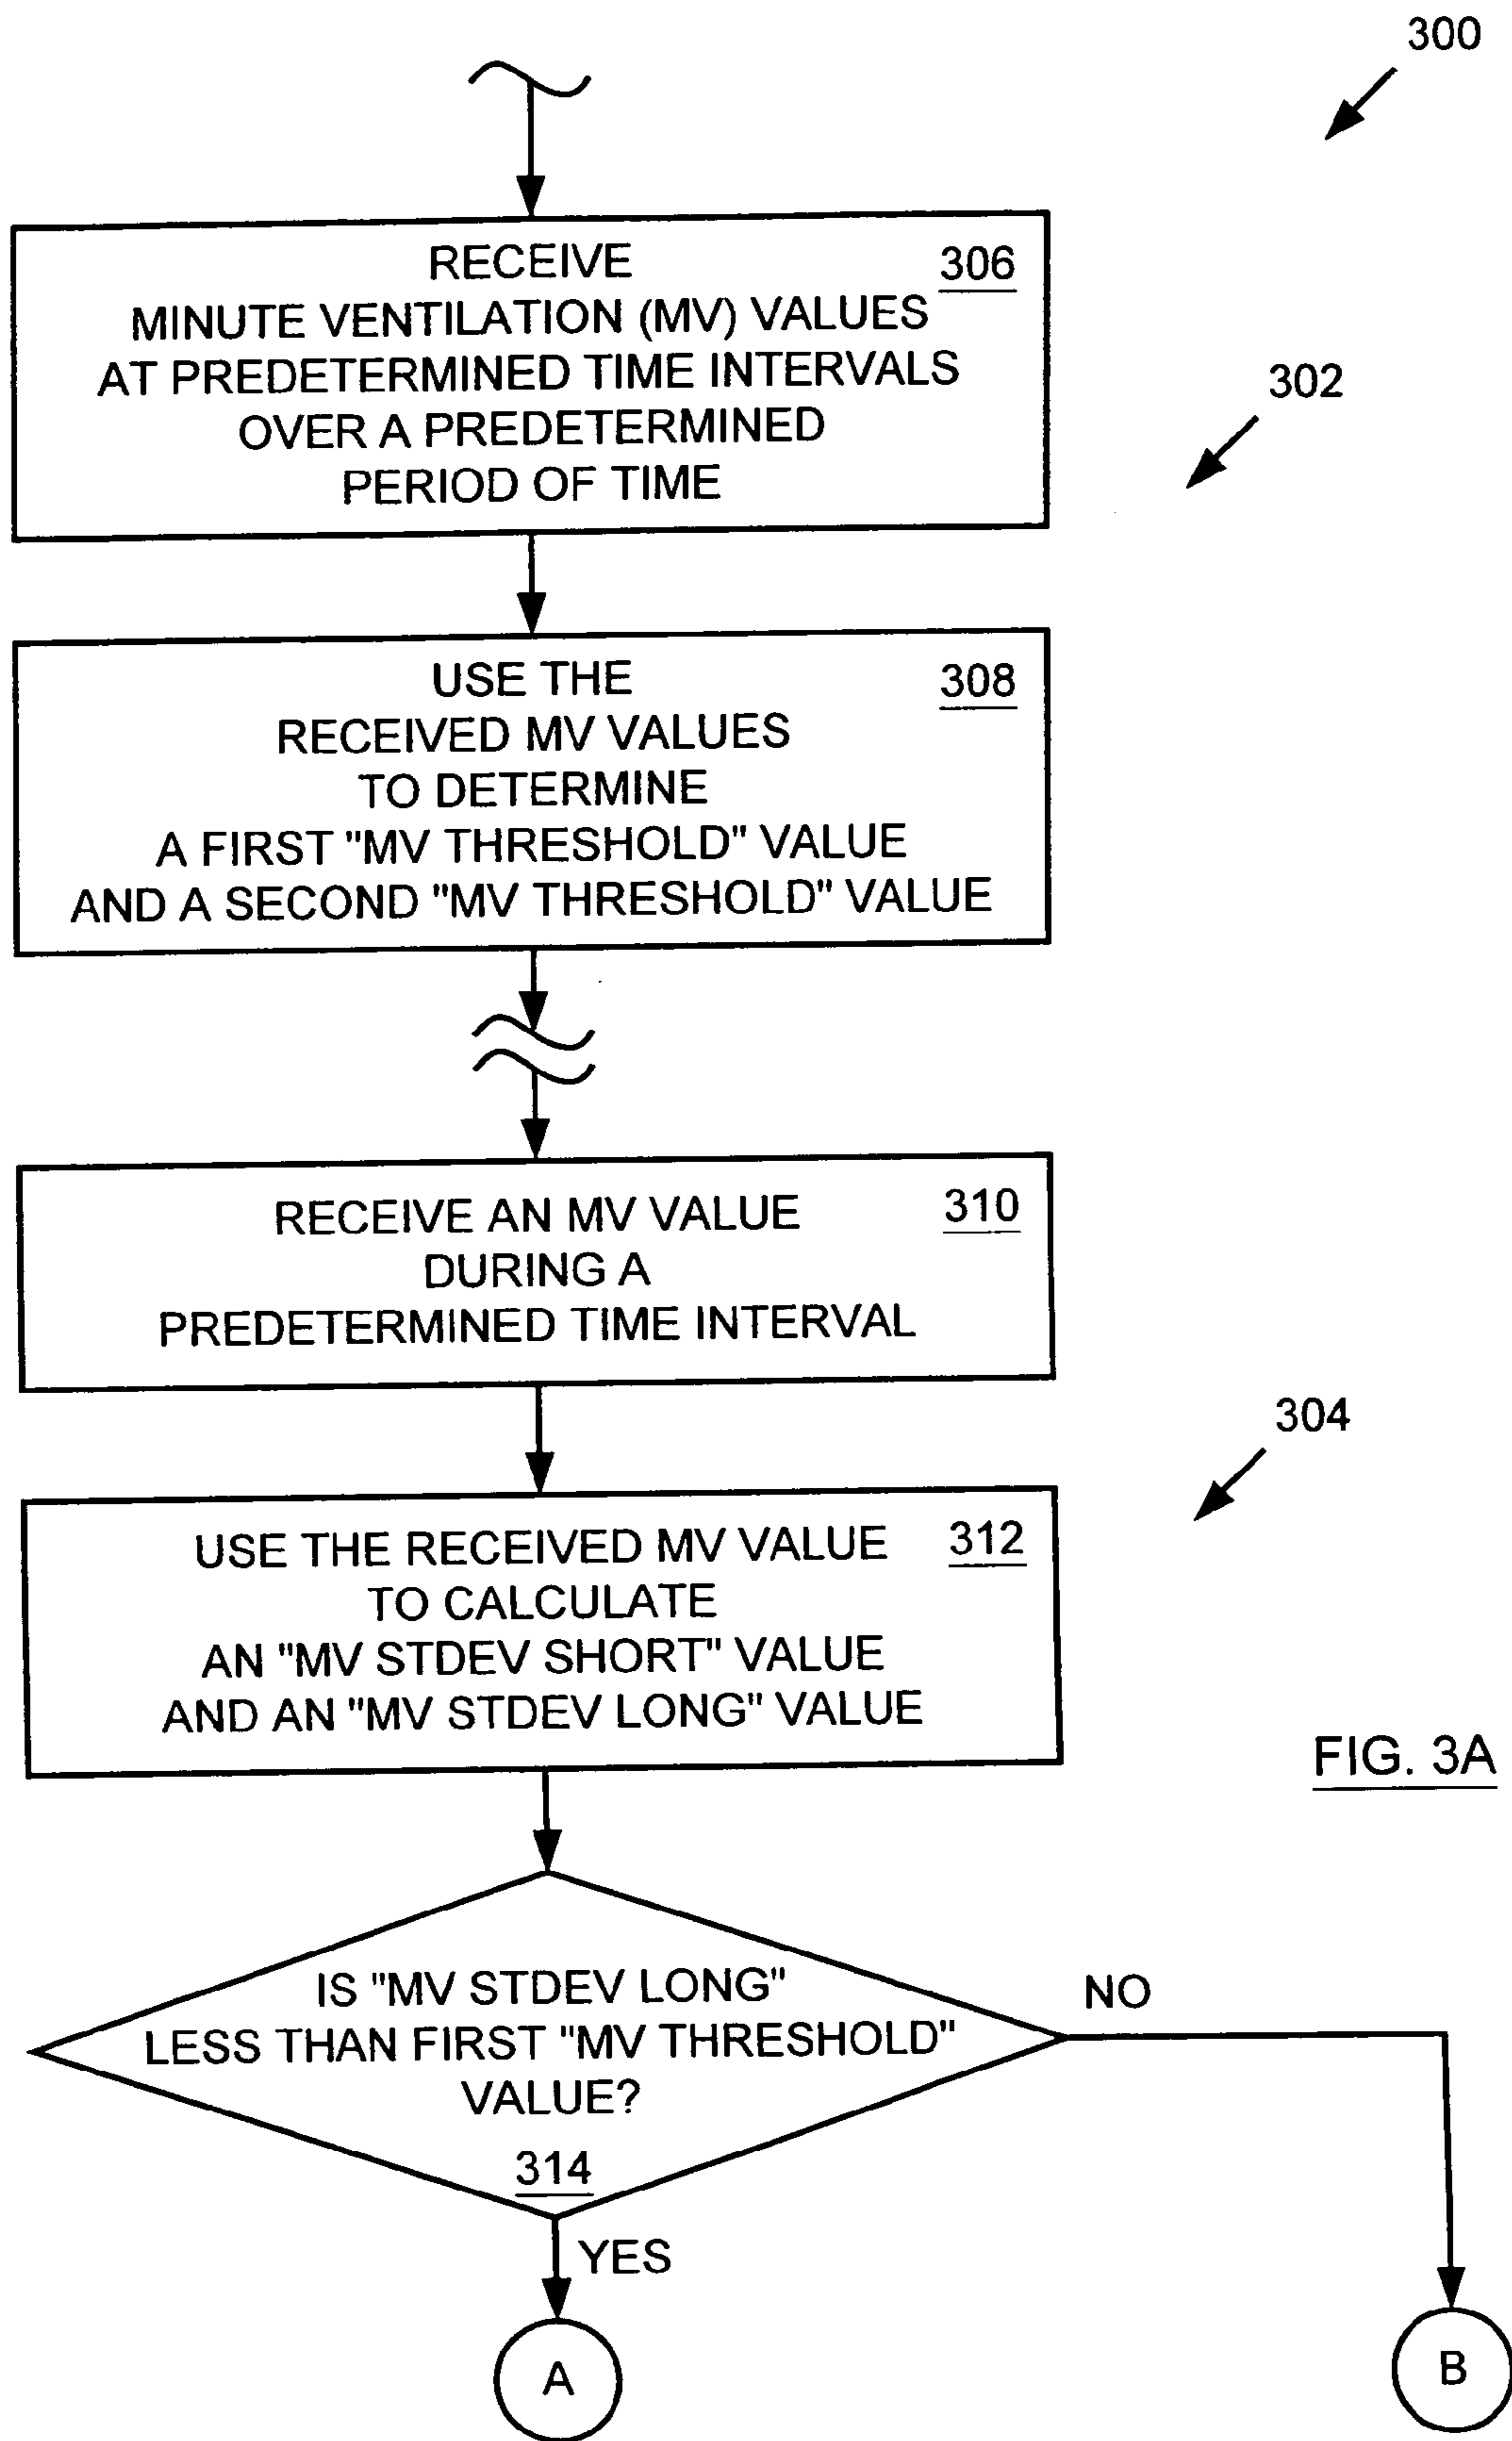 300
RECEIVE
306
MINUTE VENTILATION (MV) VALUES
AT PREDETERMINED TIME INTERVALS
OVER A PREDETERMINED
PERIOD OF TIME
302
USE THE
308
RECEIVED MV VALUES
TO DETERMINE
A FIRST "MV THRESHOLD" VALUE
AND A SECOND "MV THRESHOLD" VALUE
RECEIVE AN MV VALUE
310
DURING A
PREDETERMINED TIME INTERVAL
304
USE THE RECEIVED MV VALUE
312
TO CALCULATE
AN "MV STDEV SHORT" VALUE
AND AN "MV STDEV LONG" VALUE
FIG. 3A
IS "MV STDEV LONG"
LESS THAN FIRST "MV THRESHOLD"
VALUE?
314
NO
YES
A
B